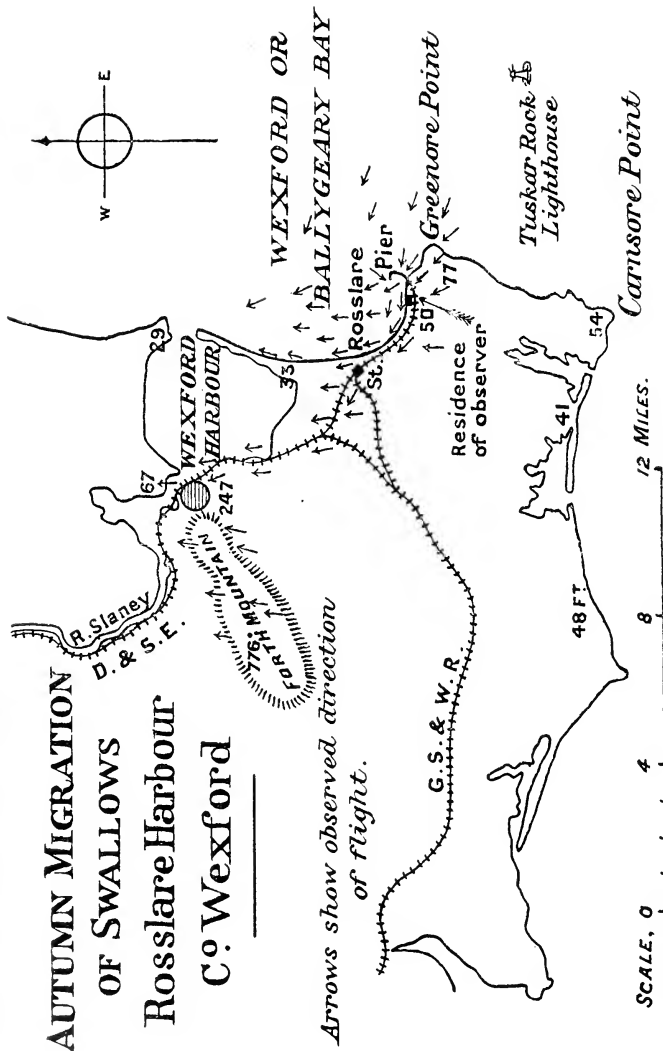 AUTUMN MIGRATION
OF SWALLOWS
Rosslare Harbour
Co. Wexford
Arrows show observed direction
of flight.
W
E
WEXFORD OR
BALLYGEARY BAY
R. Slaney
D. & S.E.
67
29
WEXFORD
HARBOUR
247
776
FORTH MOUNTAIN
33
Rosslare
St.
Pier
50
77
Greenore Point
Residence
of observer
G.S. & W.R.
Tuskar Rock
Lighthouse
48 FT.
41
54
Carnsore Point
SCALE, 0
4
8
12 MILES.